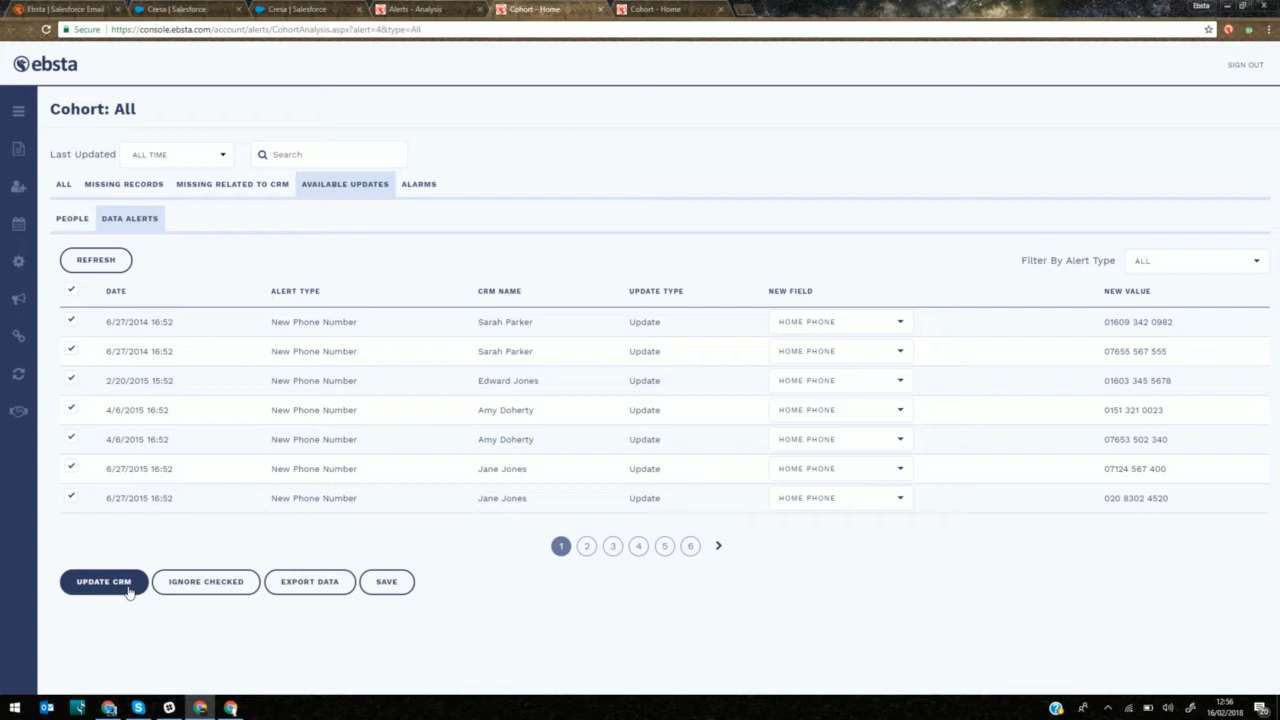 Ebsta | Salesforce Email
Cresa | Salesforce
Cresa | Salesforce
Alerts - Analysis
Cohort - Home
Cohort - Home
Ebsta
Secure
https://console.ebsta.com/account/alerts/CohortAnalysis.aspx?alert=4&type=All
ebsta
SIGN OUT
Cohort: All
Last Updated ALL TIME Search
ALL MISSING RECORDS MISSING RELATED TO CRM AVAILABLE UPDATES ALARMS
PEOPLE DATA ALERTS
REFRESH Filter By Alert Type ALL
DATE ALERT TYPE CRM NAME UPDATE TYPE NEW FIELD NEW VALUE
6/27/2014 16:52 New Phone Number Sarah Parker Update HOME PHONE 01609 342 0982
6/27/2014 16:52 New Phone Number Sarah Parker Update HOME PHONE 07655 567 555
2/20/2015 15:52 New Phone Number Edward Jones Update HOME PHONE 01603 345 5678
4/6/2015 16:52 New Phone Number Amy Doherty Update HOME PHONE 0151 321 0023
4/6/2015 16:52 New Phone Number Amy Doherty Update HOME PHONE 07653 502 340
6/27/2015 16:52 New Phone Number Jane Jones Update HOME PHONE 07124 567 400
6/27/2015 16:52 New Phone Number Jane Jones Update HOME PHONE 020 8302 4520
1 2 3 4 5 6
UPDATE CRM IGNORE CHECKED EXPORT DATA SAVE
12:56
16/02/2018
20